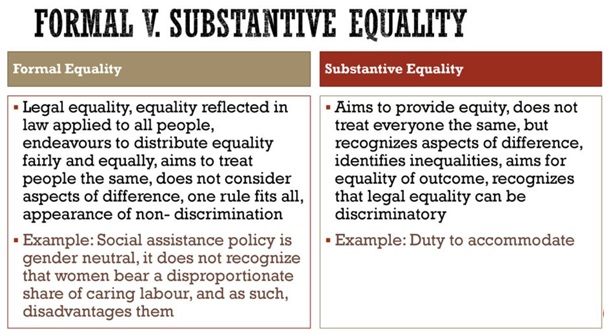 FORMAL V. SUBSTANTIVE EQUALITY
Formal Equality
▪ Legal equality, equality reflected in
law applied to all people,
endeavours to distribute equality
fairly and equally, aims to treat
people the same, does not consider
aspects of difference, one rule fits all,
appearance of non- discrimination
▪ Example: Social assistance policy is
gender neutral, it does not recognize
that women bear a disproportionate
share of caring labour, and as such,
disadvantages them
Substantive Equality
▪ Aims to provide equity, does not
treat everyone the same, but
recognizes aspects of difference,
identifies inequalities, aims for
equality of outcome, recognizes
that legal equality can be
discriminatory
▪ Example: Duty to accommodate